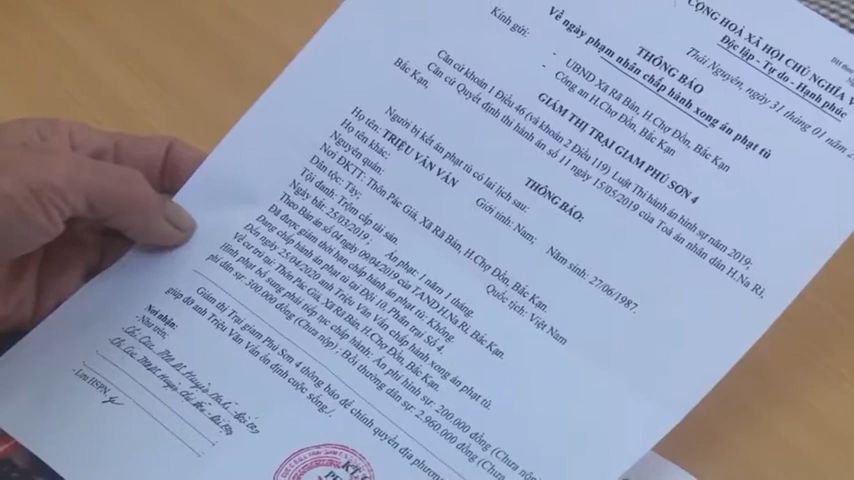 CỘNG HOÀ XÃ HỘI CHỦ NGHĨA V
Độc lập - Tự do - Hạnh phúc
Thái Nguyên, ngày 31 tháng 01 năm 2
THÔNG BÁO
Về ngày phạm nhân chấp hành xong án phạt tù
Kính gửi:
- UBND Xã Rã Bản, H.Chợ Đồn, Bắc Kạn
- Công an H.Chợ Đồn, Bắc Kạn.
GIÁM THỊ TRẠI GIAM PHÚ SƠN 4
Căn cứ khoản 1 Điều 46 (và khoản 2 Điều 119) Luật Thi hành án hình sự năm 2019;
Căn cứ Quyết định thi hành án số 11 ngày 15/05/2019 của Toà án nhân dân H.Na Rì,
Bắc Kạn,
THÔNG BÁO:
Người bị kết án phạt tù có lai lịch sau:
Họ tên: TRIỆU VĂN VẤN Giới tính: Nam; Năm sinh: 27/06/1987.
Họ tên khác:
Nguyên quán:
Nơi ĐKTT: Thôn Pác Giả, Xã Rã Bản, H.Chợ Đồn, Bắc Kạn.
Dân tộc: Tày; Quốc tịch: Việt Nam
Tội danh: Trộm cắp tài sản.
Ngày bắt: 25/03/2019; Án phạt: 1 năm 1 tháng.
Theo Bản án số 04 ngày 09/04/2019 của TAND H.Na Rì, Bắc Kạn.
Đã được giảm thời hạn chấp hành án phạt tù: Không.
Đang chấp hành án phạt tù tại Đội 10, Phân trại Số 4.
Đến ngày 25/04/2020 anh Triệu Văn Vấn chấp hành xong án phạt tù.
Về cư trú tại: Thôn Pác Giả, Xã Rã Bản, H.Chợ Đồn, Bắc Kạn.
Hình phạt bổ sung phải tiếp tục chấp hành: Án phí hình sự: 200.000 đồng (Chưa nộ
phí dân sự: 300.000 đồng (Chưa nộp); Bồi thường dân sự: 2.960.000 đồng (Chưa
Giám thị Trại giam Phú Sơn 4 thông báo để chính quyền địa phương
giúp đỡ anh Triệu Văn Vấn ổn định cuộc sống./.
Nơi nhận:
- Như trên;
- Lưu HSPN.
KT.